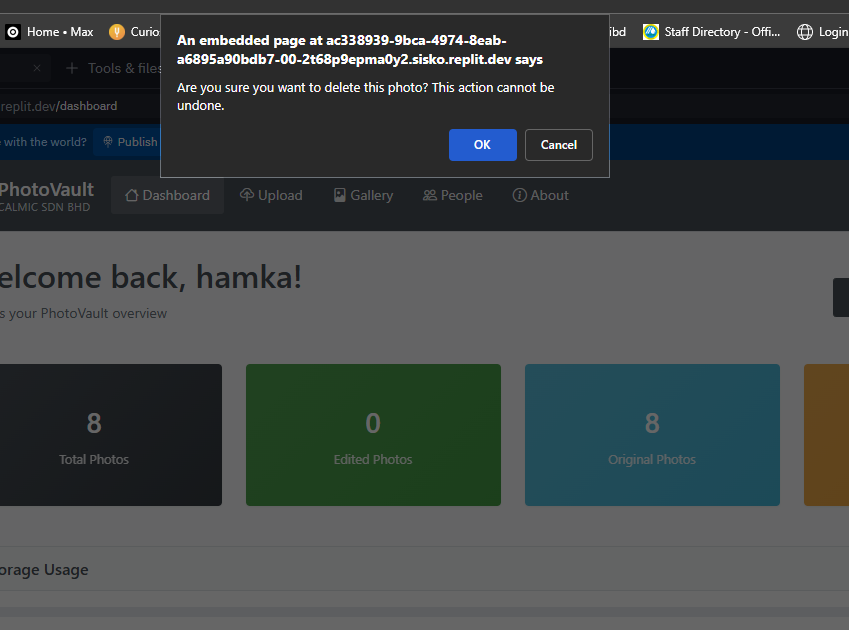 Home • Max
Curio
ibd
Staff Directory - Offi...
Login
An embedded page at ac338939-9bca-4974-8eab-
a6895a90bdb7-00-2t68p9epma0y2.sisko.replit.dev says
Are you sure you want to delete this photo? This action cannot be
undone.
OK
Cancel
× + Tools & files
replit.dev/dashboard
with the world?
Publish
PhotoVault
CALMIC SDN BHD
Dashboard
Upload
Gallery
People
About
elcome back, hamka!
s your PhotoVault overview
8
Total Photos
0
Edited Photos
8
Original Photos
orage Usage